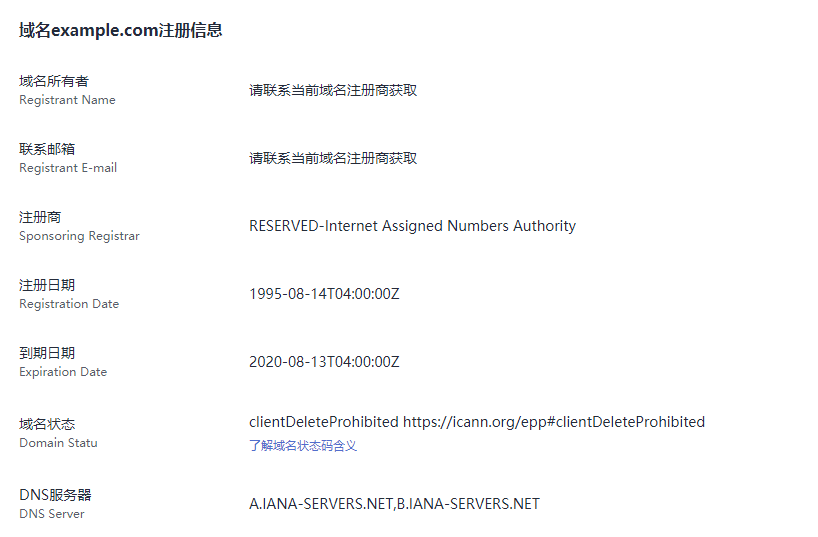 域名example.com注册信息
域名所有者
Registrant Name
请联系当前域名注册商获取
联系邮箱
Registrant E-mail
请联系当前域名注册商获取
注册商
Sponsoring Registrar
RESERVED-Internet Assigned Numbers Authority
注册日期
Registration Date
1995-08-14T04:00:00Z
到期日期
Expiration Date
2020-08-13T04:00:00Z
域名状态
Domain Statu
clientDeleteProhibited https://icann.org/epp#clientDeleteProhibited
了解域名状态码含义
DNS服务器
DNS Server
A.IANA-SERVERS.NET,B.IANA-SERVERS.NET